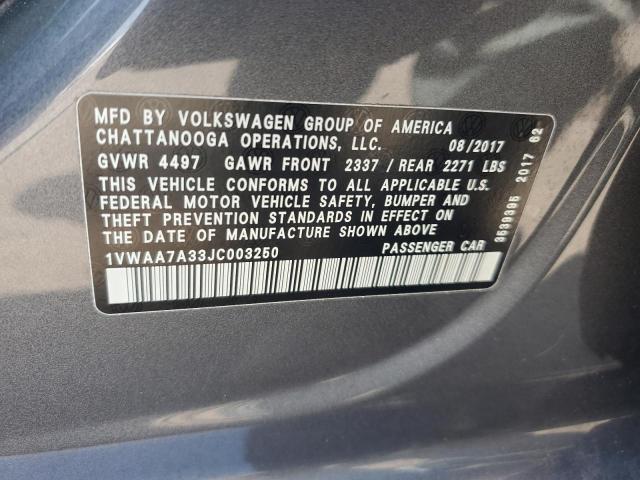 MFD BY VOLKSWAGEN GROUP OF AMERICA
CHATTANOOGA OPERATIONS, LLC. 08/2017
GVWR 4497 GAWR FRONT 2337 / REAR 2271 LBS
THIS VEHICLE CONFORMS TO ALL APPLICABLE U.S.
FEDERAL MOTOR VEHICLE SAFETY, BUMPER AND
THEFT PREVENTION STANDARDS IN EFFECT ON
THE DATE OF MANUFACTURE SHOWN ABOVE
1VWAA7A33JC003250 PASSENGER CAR
3639395 2017 62